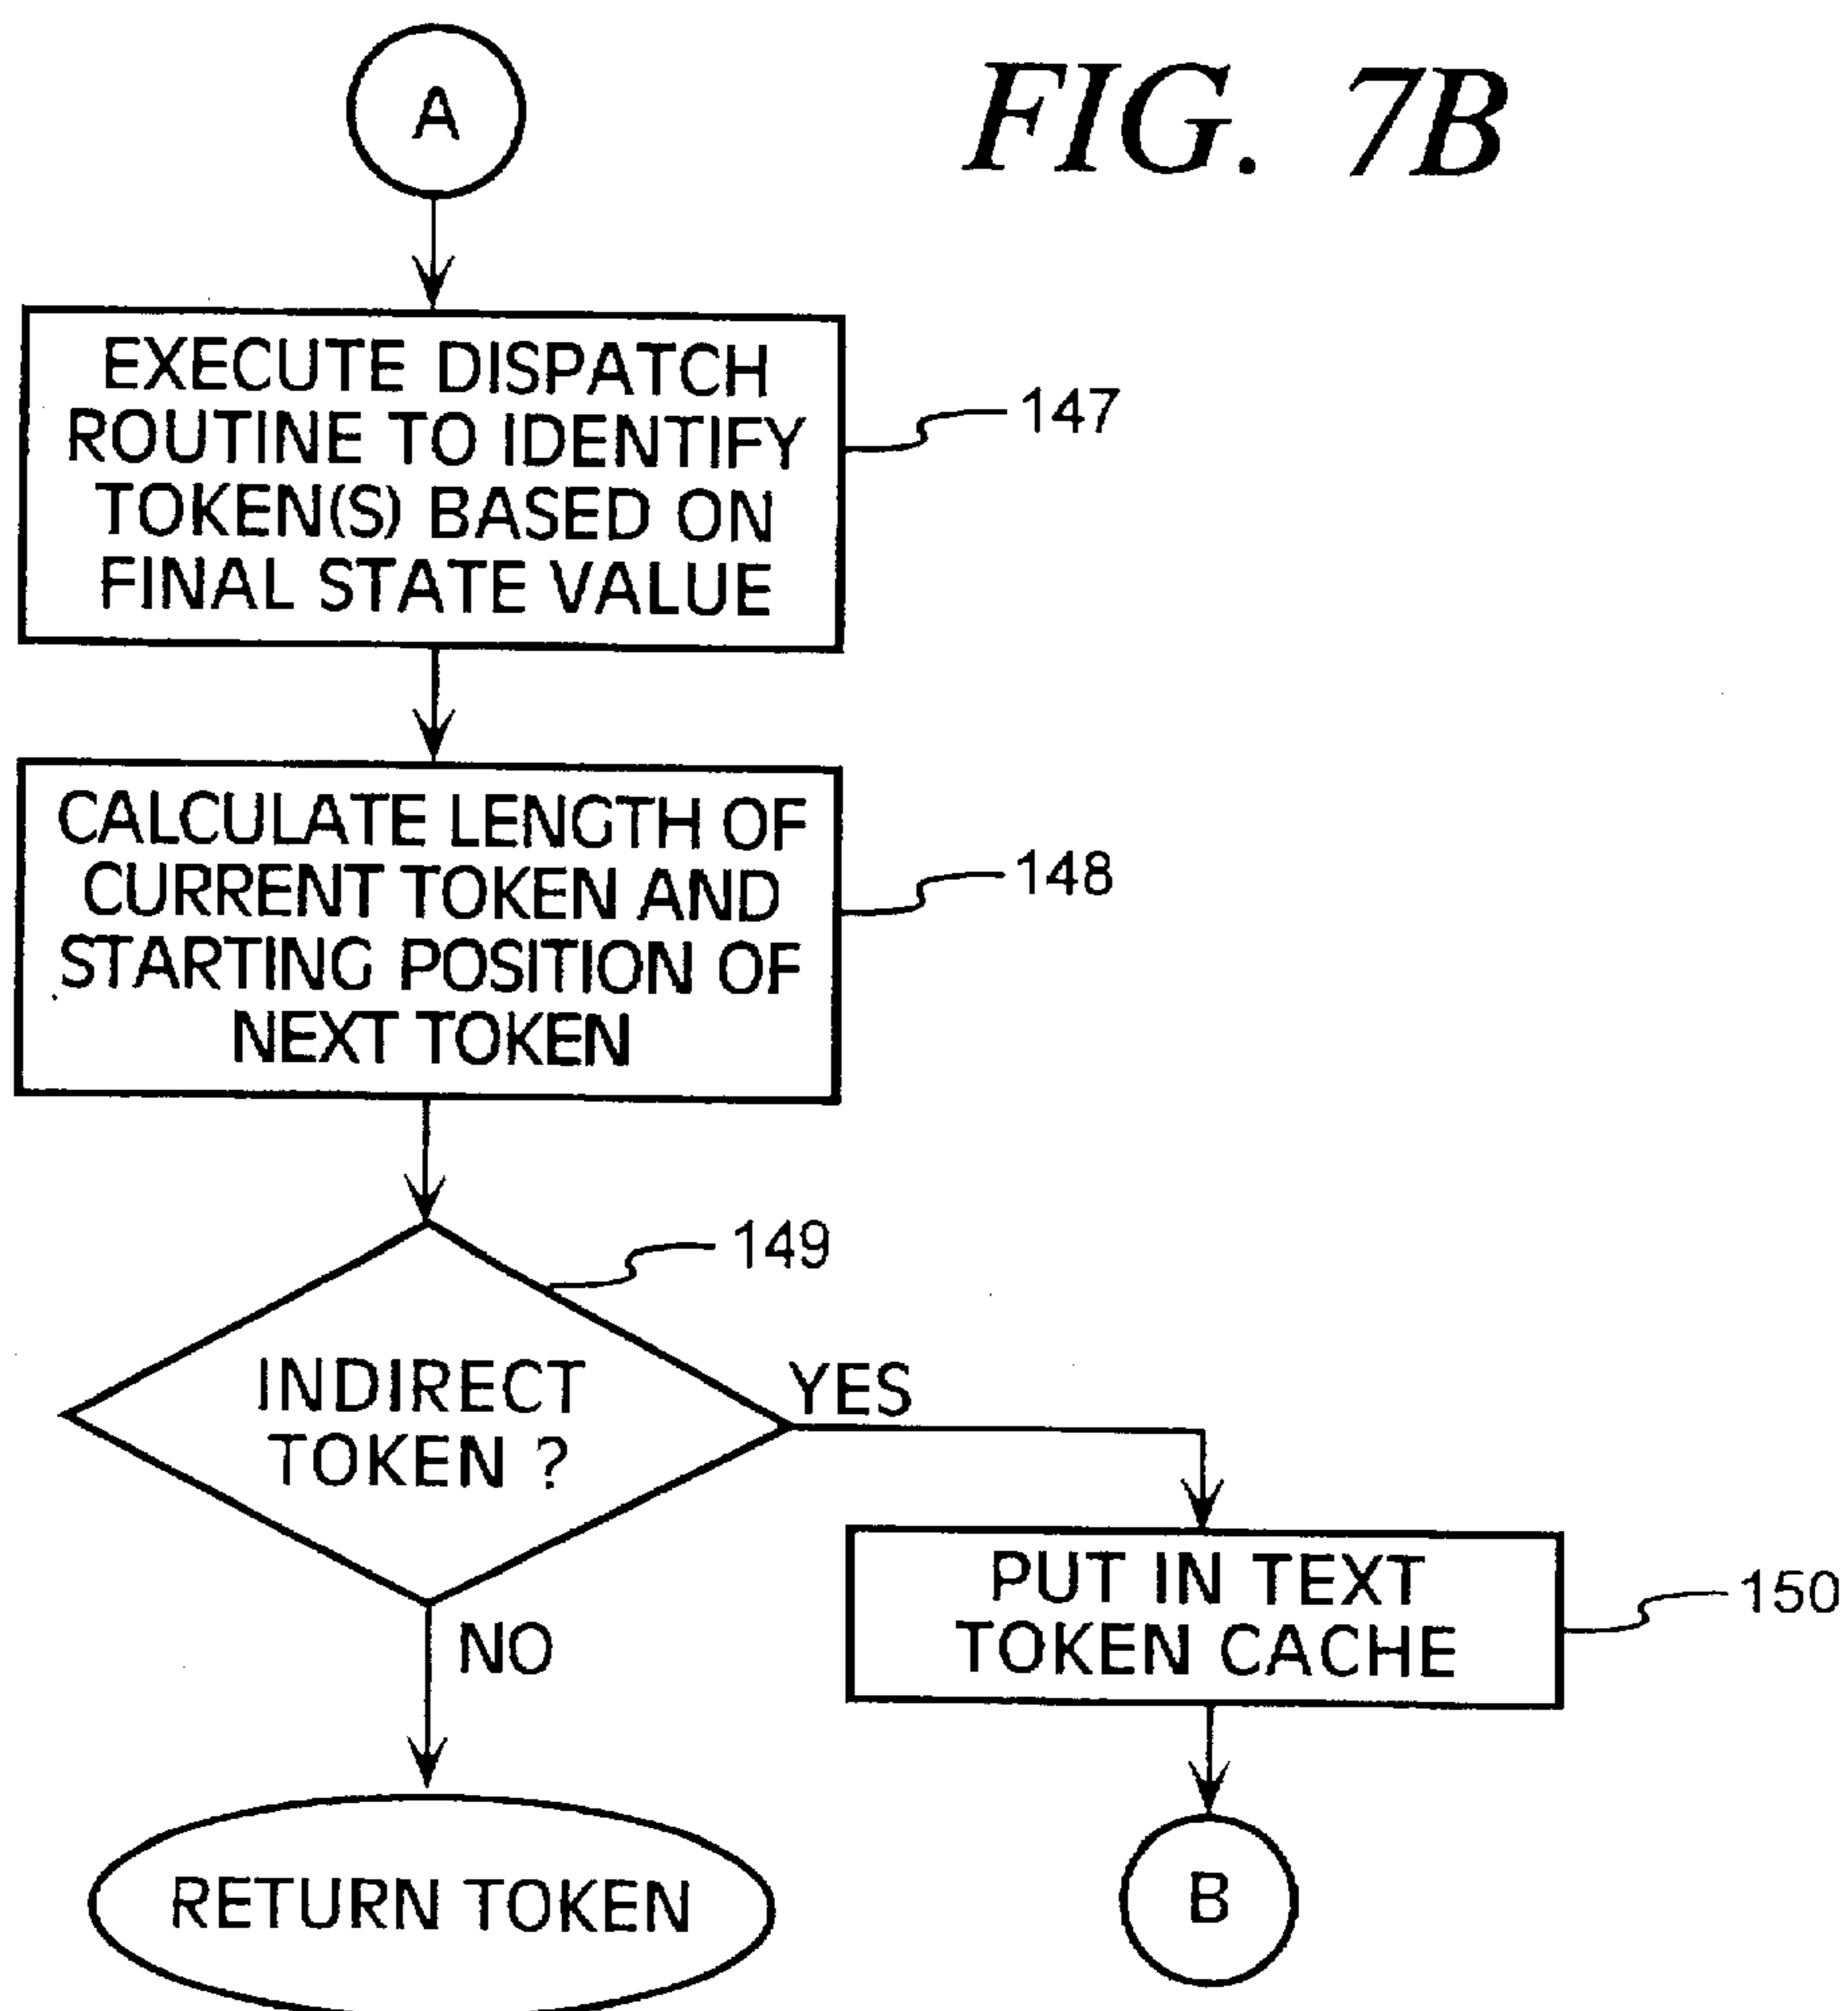 A
FIG. 7B
EXECUTE DISPATCH
ROUTINE TO IDENTIFY
TOKEN(S) BASED ON
FINAL STATE VALUE
147
CALCULATE LENGTH OF
CURRENT TOKEN AND
STARTING POSITION OF
NEXT TOKEN
148
149
INDIRECT
TOKEN ?
YES
NO
PUT IN TEXT
TOKEN CACHE
150
RETURN TOKEN
B